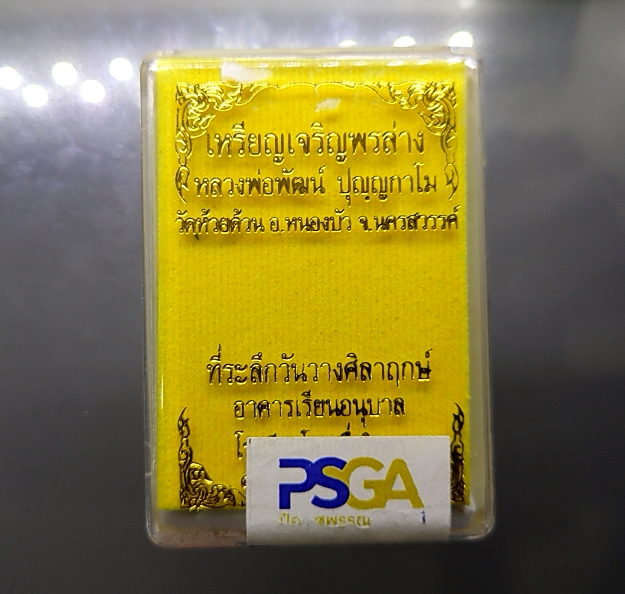 เหรียญเจริญพรล่าง
หลวงพ่อพัฒน์ ปุญฺญกาโม
วัดห้วยด้วน อ.หนองบัว จ.นครสวรรค์
ที่ระลึกวันวางศิลาฤกษ์
อาคารเรียนอนุบาล
PSGA